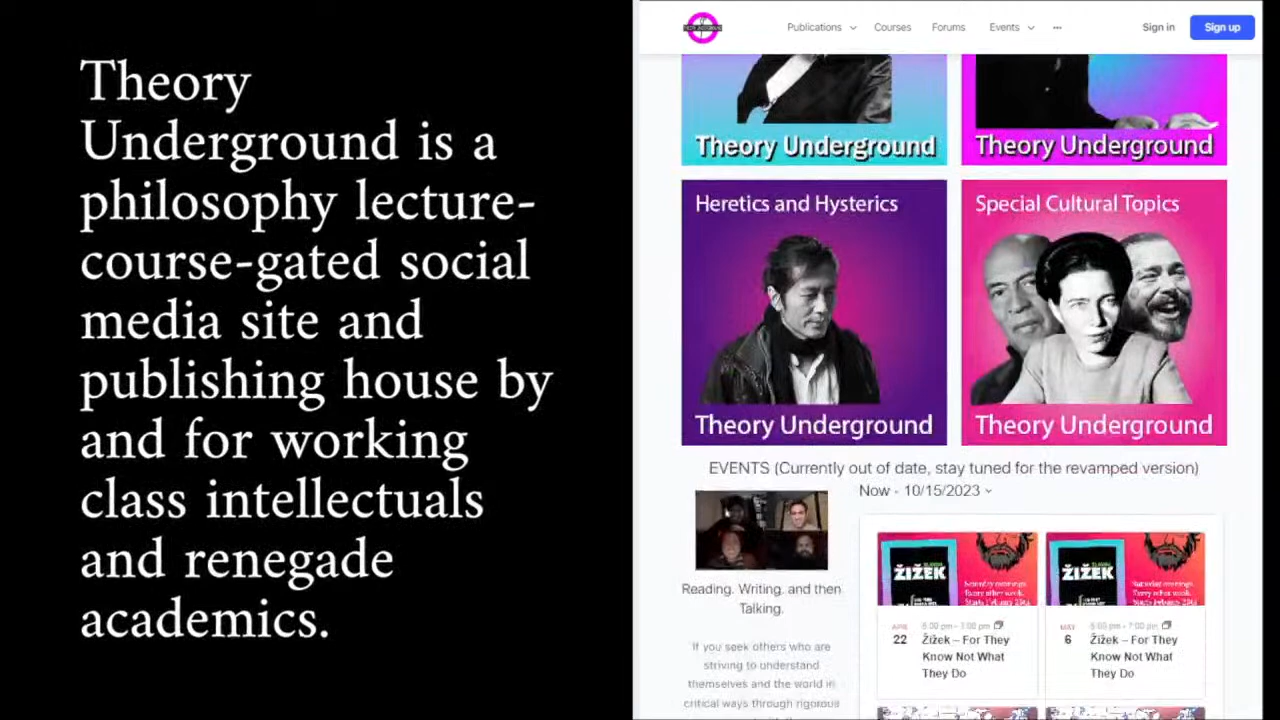 Theory
Underground is a
philosophy lecture-
course-gated social
media site and
publishing house by
and for working
class intellectuals
and renegade
academics.
Publications
Courses
Forums
Events
Sign in
Sign up
Theory Underground
Theory Underground
Heretics and Hysterics
Theory Underground
Special Cultural Topics
Theory Underground
EVENTS (Currently out of date, stay tuned for the revamped version)
Now - 10/15/2023
Reading. Writing. and then
Talking.
If you seek others who are
striving to understand
themselves and the world in
critical ways through rigorous
ŽIŽEK
APR
22
Žižek – For They
Know Not What
They Do
ŽIŽEK
MAY
6
Žižek – For They
Know Not What
They Do